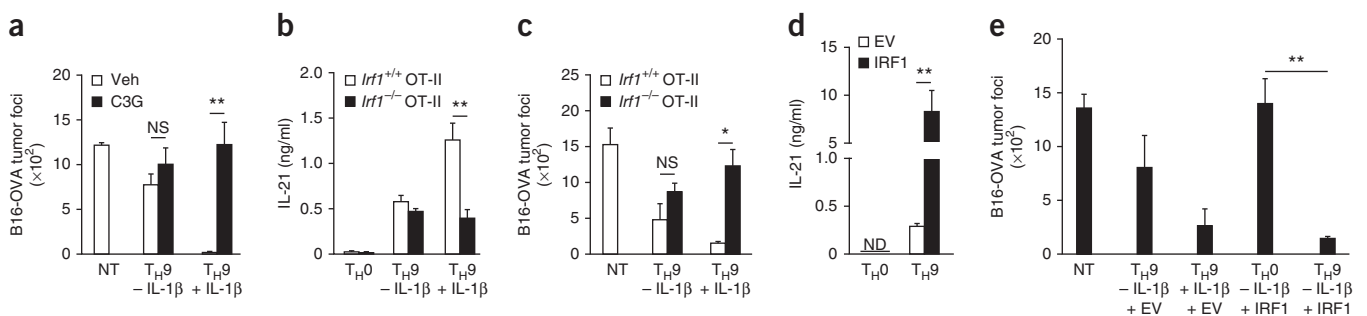 a
B16-OVA tumor foci
(×10²)
20
15
10
5
0
Veh
C3G
NS
**
NT
TH9
– IL-1β
TH9
+ IL-1β
b
IL-21 (ng/ml)
2.0
1.5
1.0
0.5
0
Irf1+/+ OT-II
Irf1–/– OT-II
**
TH0
TH9
– IL-1β
TH9
+ IL-1β
c
B16-OVA tumor foci
(×10²)
25
20
15
10
5
0
Irf1+/+ OT-II
Irf1–/– OT-II
NS
*
NT
TH9
– IL-1β
TH9
+ IL-1β
d
IL-21 (ng/ml)
15
10
5
1.0
0.5
0
EV
IRF1
**
ND
TH0
TH9
e
B16-OVA tumor foci
(×10²)
20
15
10
5
0
**
NT
TH9
– IL-1β
+ EV
TH9
+ IL-1β
+ EV
TH0
– IL-1β
+ IRF1
TH9
– IL-1β
+ IRF1